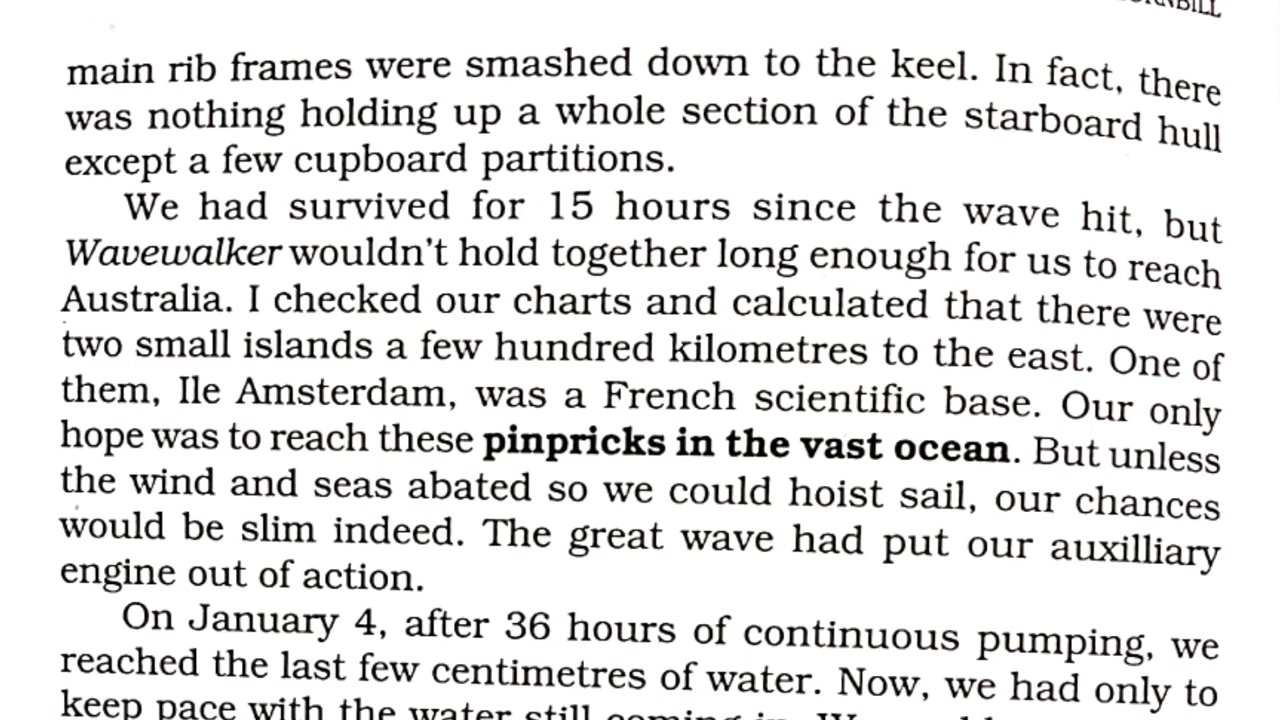 main rib frames were smashed down to the keel. In fact, there
was nothing holding up a whole section of the starboard hull
except a few cupboard partitions.
We had survived for 15 hours since the wave hit, but
Wavewalker wouldn't hold together long enough for us to reach
Australia. I checked our charts and calculated that there were
two small islands a few hundred kilometres to the east. One of
them, Ile Amsterdam, was a French scientific base. Our only
hope was to reach these pinpricks in the vast ocean. But unless
the wind and seas abated so we could hoist sail, our chances
would be slim indeed. The great wave had put our auxilliary
engine out of action.
On January 4, after 36 hours of continuous pumping, we
reached the last few centimetres of water. Now, we had only to
keep pace with the water still coming in. We